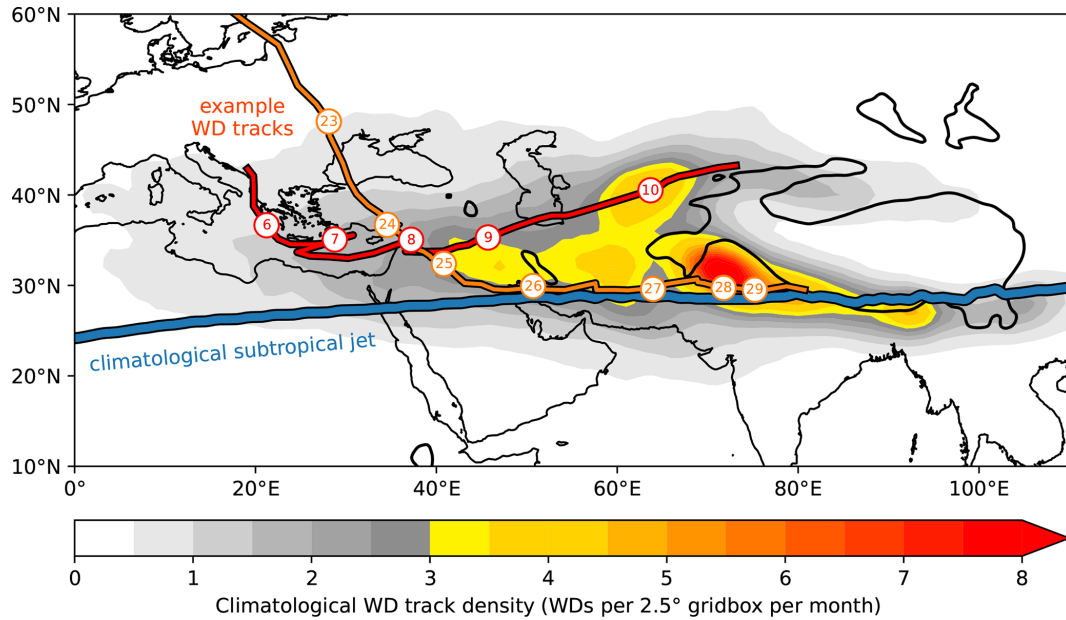 60°N
50°N
40°N
30°N
20°N
10°N
example
WD tracks
23
24
25
26
27
28
29
6
7
8
9
10
climatological subtropical jet
0
20°E
40°E
60°E
80°E
100°E
0
1
2
3
4
5
6
7
8
Climatological WD track density (WDs per 2.5° gridbox per month)